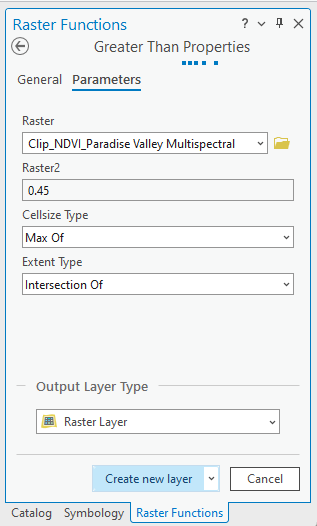 Raster Functions
Greater Than Properties
General Parameters
Raster
Clip_NDVI_Paradise Valley Multispectral
Raster2
0.45
Cellsize Type
Max Of
Extent Type
Intersection Of
Output Layer Type
Raster Layer
Create new layer Cancel
Catalog Symbology Raster Functions